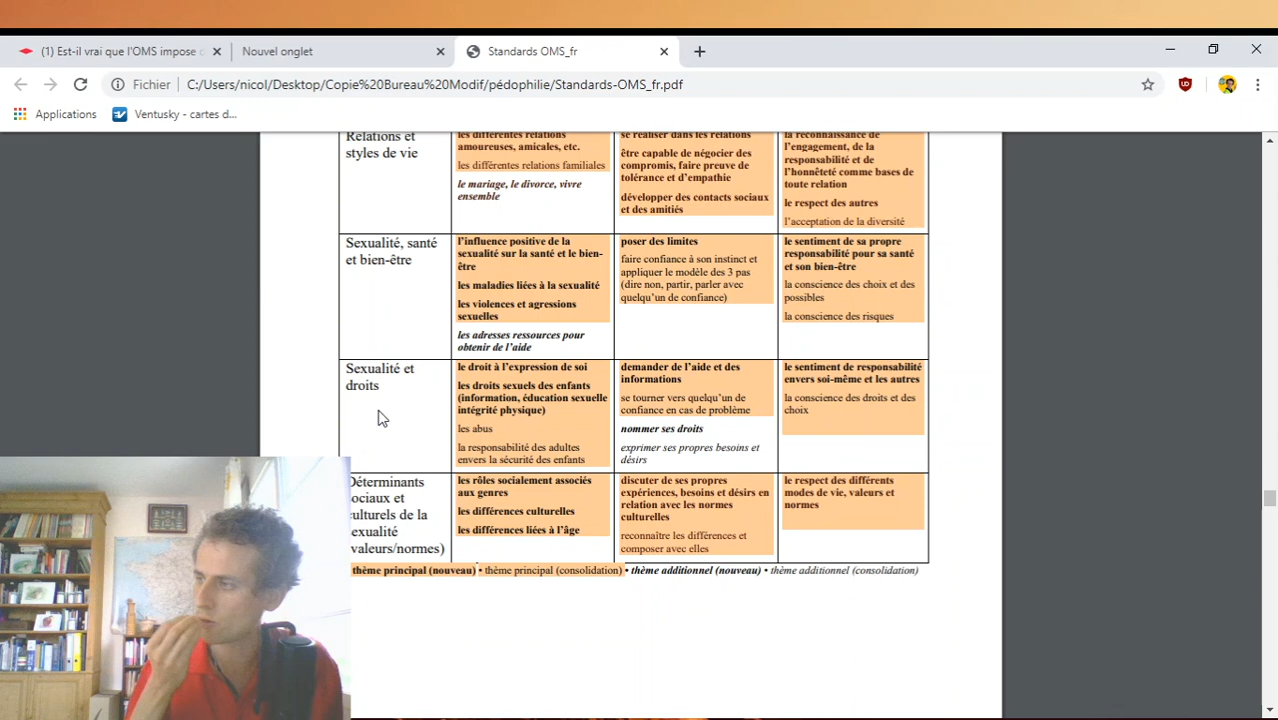 (1) Est-il vrai que l'OMS impose
Nouvel onglet
Standards OMS_fr
Fichier
C:/Users/nicol/Desktop/Copie%20Bureau%20Modif/pédophilie/Standards-OMS_fr.pdf
Applications
Ventusky - cartes d...
Relations et
styles de vie
les différentes relations
amoureuses, amicales, etc.
les différentes relations familiales
le mariage, le divorce, vivre
ensemble
se réaliser dans les relations
être capable de négocier des
compromis, faire preuve de
tolérance et d'empathie
développer des contacts sociaux
et des amitiés
la reconnaissance de
l'engagement, de la
responsabilité et de
l'honnêteté comme bases de
toute relation
le respect des autres
l'acceptation de la diversité
Sexualité, santé
et bien-être
l'influence positive de la
sexualité sur la santé et le bien-
être
les maladies liées à la sexualité
les violences et agressions
sexuelles
les adresses ressources pour
obtenir de l'aide
poser des limites
faire confiance à son instinct et
appliquer le modèle des 3 pas
(dire non, partir, parler avec
quelqu'un de confiance)
le sentiment de sa propre
responsabilité pour sa santé
et son bien-être
la conscience des choix et des
possibles
la conscience des risques
Sexualité et
droits
le droit à l'expression de soi
les droits sexuels des enfants
(information, éducation sexuelle
intégrité physique)
les abus
la responsabilité des adultes
envers la sécurité des enfants
demander de l'aide et des
informations
se tourner vers quelqu'un de
confiance en cas de problème
nommer ses droits
exprimer ses propres besoins et
désirs
le sentiment de responsabilité
envers soi-même et les autres
la conscience des droits et des
choix
Déterminants
sociaux et
culturels de la
sexualité
(valeurs/normes)
les rôles socialement associés
aux genres
les différences culturelles
les différences liées à l'âge
discuter de ses propres
expériences, besoins et désirs en
relation avec les normes
culturelles
reconnaître les différences et
composer avec elles
le respect des différents
modes de vie, valeurs et
normes
thème principal (nouveau) • thème principal (consolidation) • thème additionnel (nouveau) • thème additionnel (consolidation)